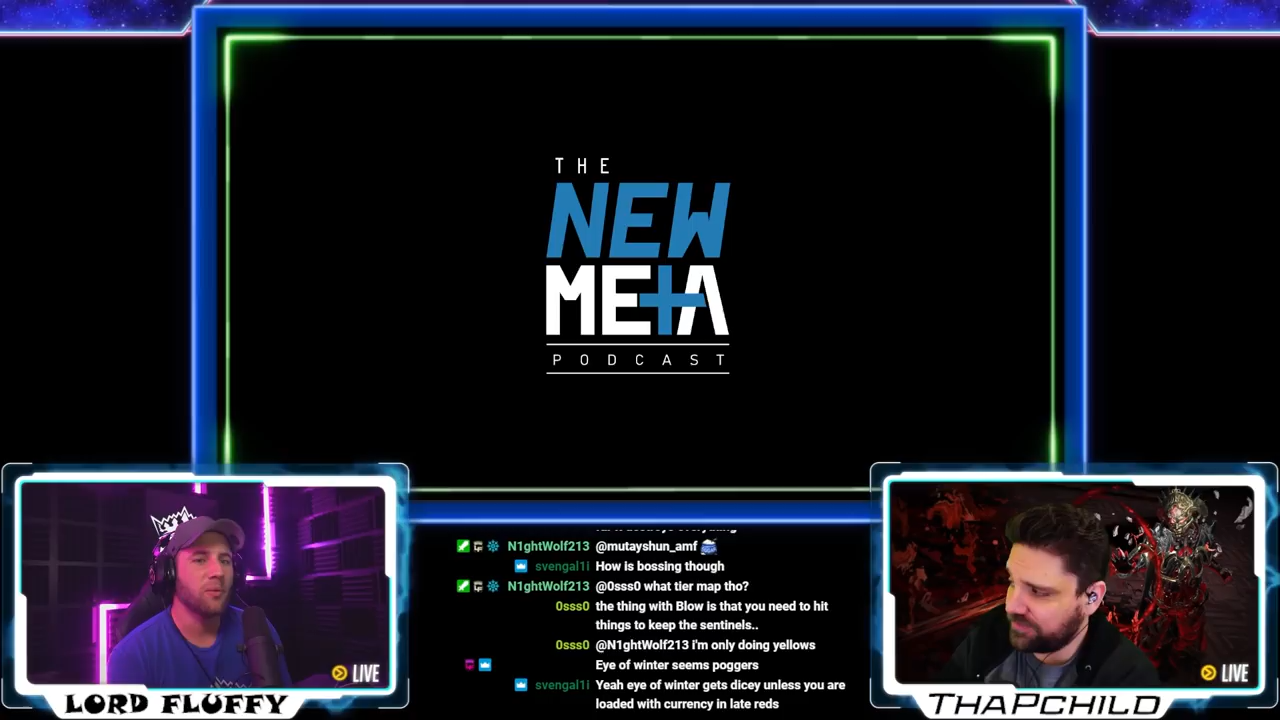 THE
NEW
META
PODCAST
N1ghtWolf213 @mutayshun_amf
svengal1i How is bossing though
N1ghtWolf213 @0sss0 what tier map tho?
0sss0 the thing with Blow is that you need to hit
things to keep the sentinels..
0sss0 @N1ghtWolf213 i'm only doing yellows
Eye of winter seems poggers
svengal1i Yeah eye of winter gets dicey unless you are
loaded with currency in late reds
LIVE
LORD FLUFFY
LIVE
THAPCHILD